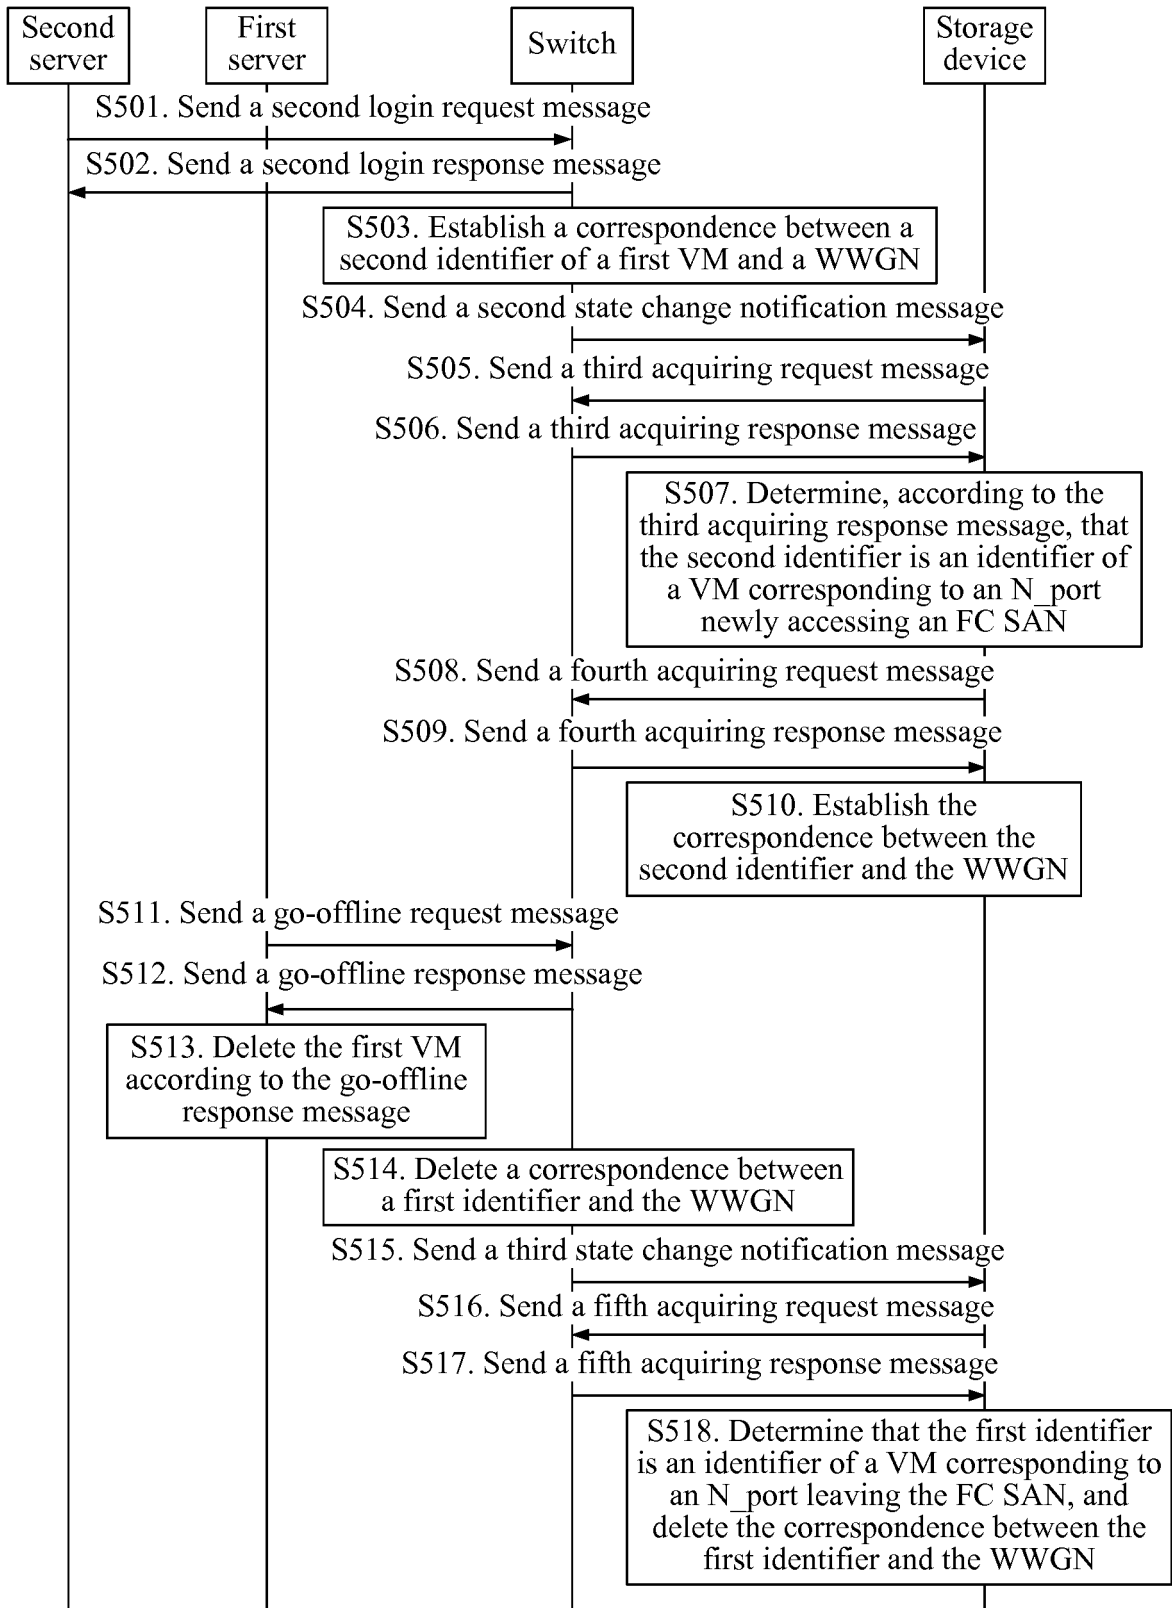 Second
server
First
server
Switch
Storage
device
S501. Send a second login request message
S502. Send a second login response message
S503. Establish a correspondence between a
second identifier of a first VM and a WWGN
S504. Send a second state change notification message
S505. Send a third acquiring request message
S506. Send a third acquiring response message
S507. Determine, according to the
third acquiring response message, that
the second identifier is an identifier of
a VM corresponding to an N_port
newly accessing an FC SAN
S508. Send a fourth acquiring request message
S509. Send a fourth acquiring response message
S510. Establish the
correspondence between the
second identifier and the WWGN
S511. Send a go-offline request message
S512. Send a go-offline response message
S513. Delete the first VM
according to the go-offline
response message
S514. Delete a correspondence between
a first identifier and the WWGN
S515. Send a third state change notification message
S516. Send a fifth acquiring request message
S517. Send a fifth acquiring response message
S518. Determine that the first identifier
is an identifier of a VM corresponding to
an N_port leaving the FC SAN, and
delete the correspondence between the
first identifier and the WWGN